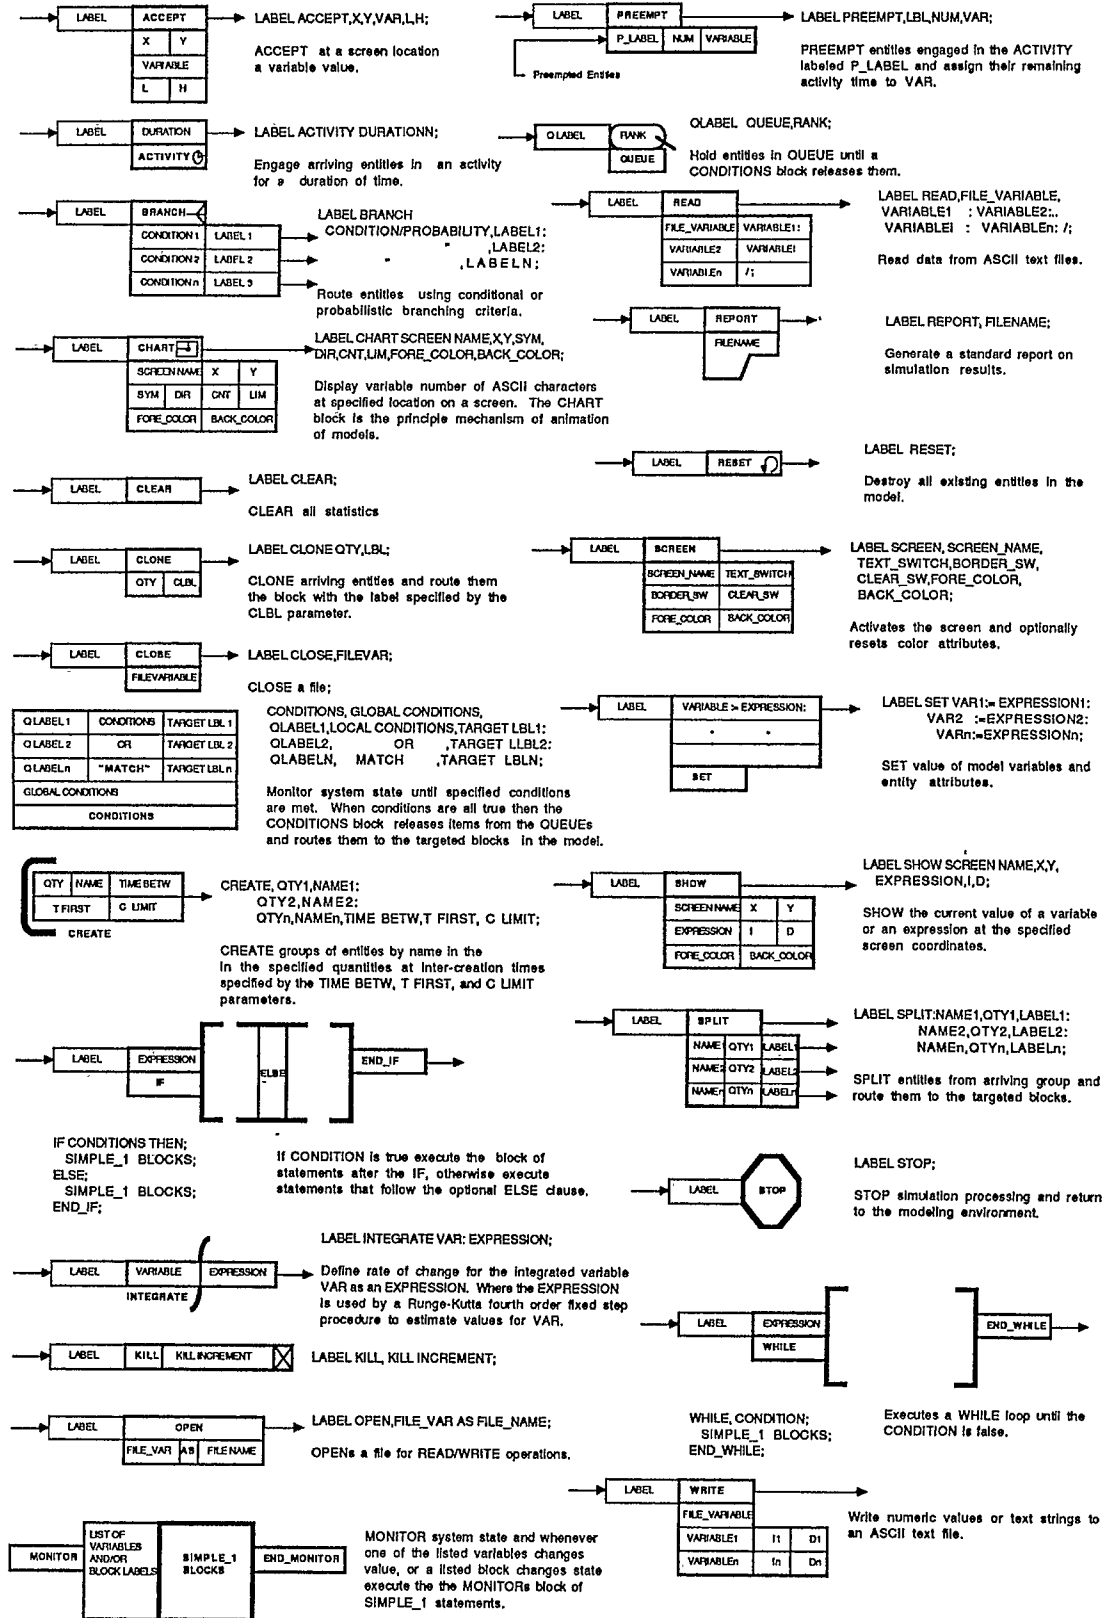 LABEL ACCEPT
X Y
VARIABLE
L H
LABEL ACCEPT,X,Y,VAR,L,H;
ACCEPT at a screen location
a variable value.
LABEL DURATION
ACTIVITY
LABEL ACTIVITY DURATIONN;
Engage arriving entities in an activity
for a duration of time.
LABEL BRANCH
CONDITION 1 LABEL 1
CONDITION 2 LABEL 2
CONDITION n LABEL 3
LABEL BRANCH
CONDITION/PROBABILITY,LABEL1:
" ,LABEL2:
" ,LABELN;
Route entities using conditional or
probabilistic branching criteria.
LABEL CHART
SCREEN NAME X Y
SYM DIR CNT LIM
FORE_COLOR BACK_COLOR
LABEL CHART SCREEN NAME,X,Y,SYM,
DIR,CNT,LIM,FORE_COLOR,BACK_COLOR;
Display variable number of ASCII characters
at specified location on a screen. The CHART
block is the principle mechanism of animation
of models.
LABEL CLEAR
LABEL CLEAR;
CLEAR all statistics
LABEL CLONE
QTY CLBL
LABEL CLONE QTY,LBL;
CLONE arriving entities and route them
the block with the label specified by the
CLBL parameter.
LABEL CLOSE
FILEVARIABLE
LABEL CLOSE,FILEVAR;
CLOSE a file;
QLABEL 1 CONDITIONS TARGET LBL 1
QLABEL 2 OR TARGET LBL 2
QLABEL n "MATCH" TARGET LBL n
GLOBAL CONDITIONS
CONDITIONS
CONDITIONS, GLOBAL CONDITIONS,
QLABEL1,LOCAL CONDITIONS,TARGET LBL1:
QLABEL2, OR ,TARGET LLBL2:
QLABELN, MATCH ,TARGET LBLN;
Monitor system state until specified conditions
are met. When conditions are all true then the
CONDITIONS block releases items from the QUEUEs
and routes them to the targeted blocks in the model.
QTY NAME TIME BETW
T FIRST C LIMIT
CREATE
CREATE, QTY1,NAME1:
QTY2,NAME2:
QTYn,NAMEn,TIME BETW,T FIRST, C LIMIT;
CREATE groups of entities by name in the
in the specified quantities at inter-creation times
specified by the TIME BETW, T FIRST, and C LIMIT
parameters.
LABEL EXPRESSION
IF
ELSE
END_IF
IF CONDITIONS THEN;
SIMPLE_1 BLOCKS;
ELSE;
SIMPLE_1 BLOCKS;
END_IF;
If CONDITION is true execute the block of
statements after the IF, otherwise execute
statements that follow the optional ELSE clause.
LABEL VARIABLE EXPRESSION
INTEGRATE
LABEL INTEGRATE VAR: EXPRESSION;
Define rate of change for the integrated variable
VAR as an EXPRESSION. Where the EXPRESSION
is used by a Runge-Kutta fourth order fixed step
procedure to estimate values for VAR.
LABEL KILL KILL INCREMENT
LABEL KILL, KILL INCREMENT;
LABEL OPEN
FILE_VAR AS FILE NAME
LABEL OPEN,FILE_VAR AS FILE_NAME;
OPENs a file for READ/WRITE operations.
MONITOR
LIST OF
VARIABLES
AND/OR
BLOCK LABELS
SIMPLE_1
BLOCKS
END_MONITOR
MONITOR system state and whenever
one of the listed variables changes
value, or a listed block changes state
execute the the MONITORs block of
SIMPLE_1 statements.
LABEL PREEMPT
P_LABEL NUM VARIABLE
Preempted Entities
LABEL PREEMPT,LBL,NUM,VAR;
PREEMPT entities engaged in the ACTIVITY
labeled P_LABEL and assign their remaining
activity time to VAR.
QLABEL RANK
QUEUE
QLABEL QUEUE,RANK;
Hold entities in QUEUE until a
CONDITIONS block releases them.
LABEL READ
FILE_VARIABLE VARIABLE1:
VARIABLE2 VARIABLEI
VARIABLEn /;
LABEL READ,FILE_VARIABLE,
VARIABLE1 : VARIABLE2:..
VARIABLEI : VARIABLEn: /;
Read data from ASCII text files.
LABEL REPORT
FILENAME
LABEL REPORT, FILENAME;
Generate a standard report on
simulation results.
LABEL RESET
LABEL RESET;
Destroy all existing entities in the
model.
LABEL SCREEN
SCREEN_NAME TEXT_SWITCH
BORDER_SW CLEAR_SW
FORE_COLOR BACK_COLOR
LABEL SCREEN, SCREEN_NAME,
TEXT_SWITCH,BORDER_SW,
CLEAR_SW,FORE_COLOR,
BACK_COLOR;
Activates the screen and optionally
resets color attributes.
LABEL VARIABLE := EXPRESSION:
SET
LABEL SET VAR1:= EXPRESSION1:
VAR2 :=EXPRESSION2:
VARn:=EXPRESSIONn;
SET value of model variables and
entity attributes.
LABEL SHOW
SCREEN NAME X Y
EXPRESSION I D
FORE_COLOR BACK_COLOR
LABEL SHOW SCREEN NAME,X,Y,
EXPRESSION,I,D;
SHOW the current value of a variable
or an expression at the specified
screen coordinates.
LABEL SPLIT
NAME1 QTY1 LABEL1
NAME2 QTY2 LABEL2
NAMEn QTYn LABELn
LABEL SPLIT:NAME1,QTY1,LABEL1:
NAME2,QTY2,LABEL2:
NAMEn,QTYn,LABELn;
SPLIT entities from arriving group and
route them to the targeted blocks.
LABEL STOP
LABEL STOP;
STOP simulation processing and return
to the modeling environment.
LABEL EXPRESSION
WHILE
END_WHILE
WHILE, CONDITION;
SIMPLE_1 BLOCKS;
END_WHILE;
Executes a WHILE loop until the
CONDITION is false.
LABEL WRITE
FILE_VARIABLE
VARIABLE1 I1 D1
VARIABLEn In Dn
Write numeric values or text strings to
an ASCII text file.